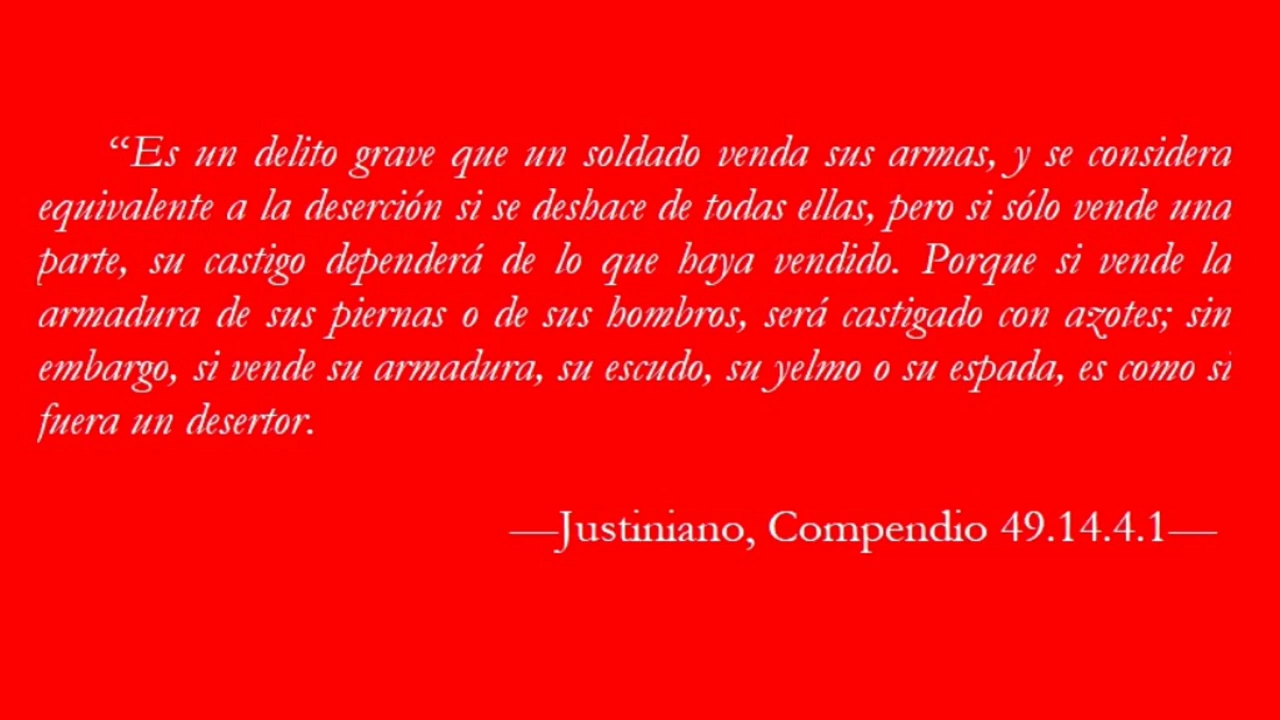 “Es un delito grave que un soldado venda sus armas, y se considera
equivalente a la deserción si se deshace de todas ellas, pero si sólo vende una
parte, su castigo dependerá de lo que haya vendido. Porque si vende la
armadura de sus piernas o de sus hombros, será castigado con azotes; sin
embargo, si vende su armadura, su escudo, su yelmo o su espada, es como si
fuera un desertor.
—Justiniano, Compendio 49.14.4.1—